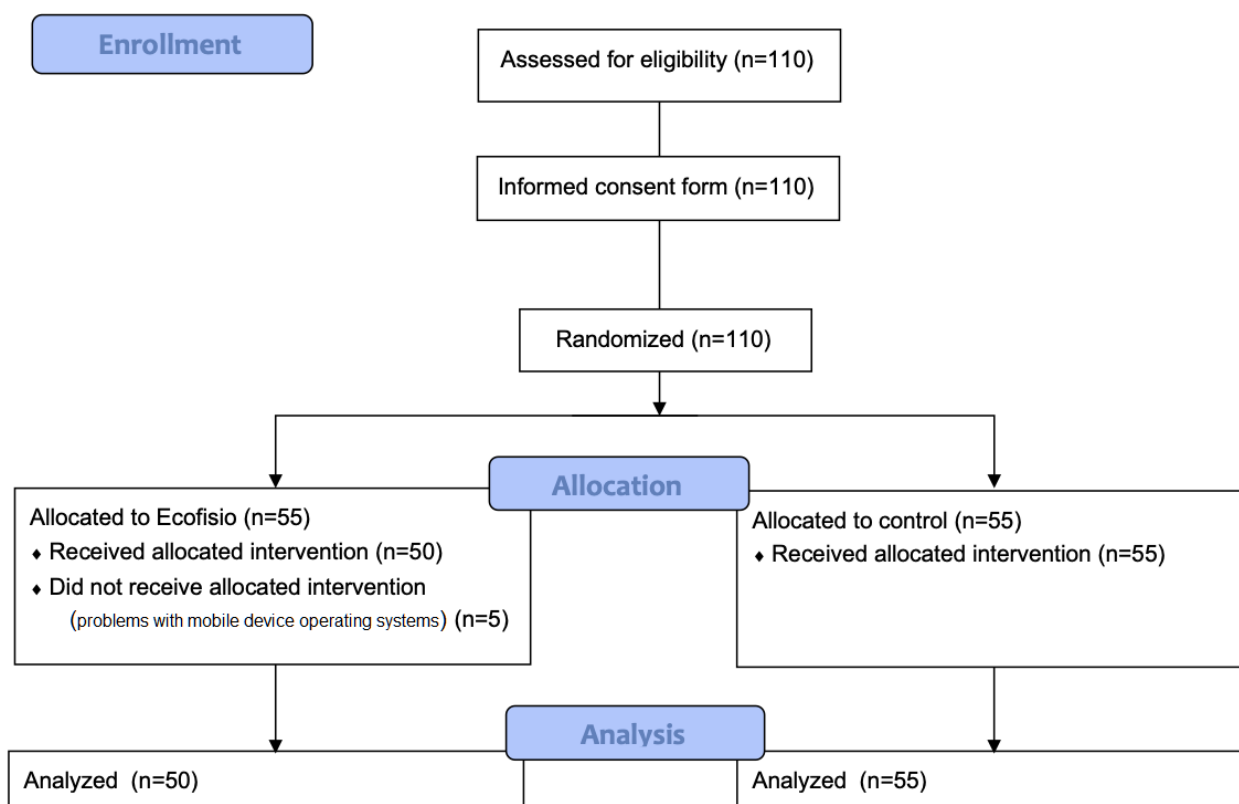 Enrollment
Assessed for eligibility (n=110)
Informed consent form (n=110)
Randomized (n=110)
Allocation
Allocated to Ecofisio (n=55)
♦ Received allocated intervention (n=50)
♦ Did not receive allocated intervention
(problems with mobile device operating systems) (n=5)
Allocated to control (n=55)
♦ Received allocated intervention (n=55)
Analysis
Analyzed (n=50)
Analyzed (n=55)